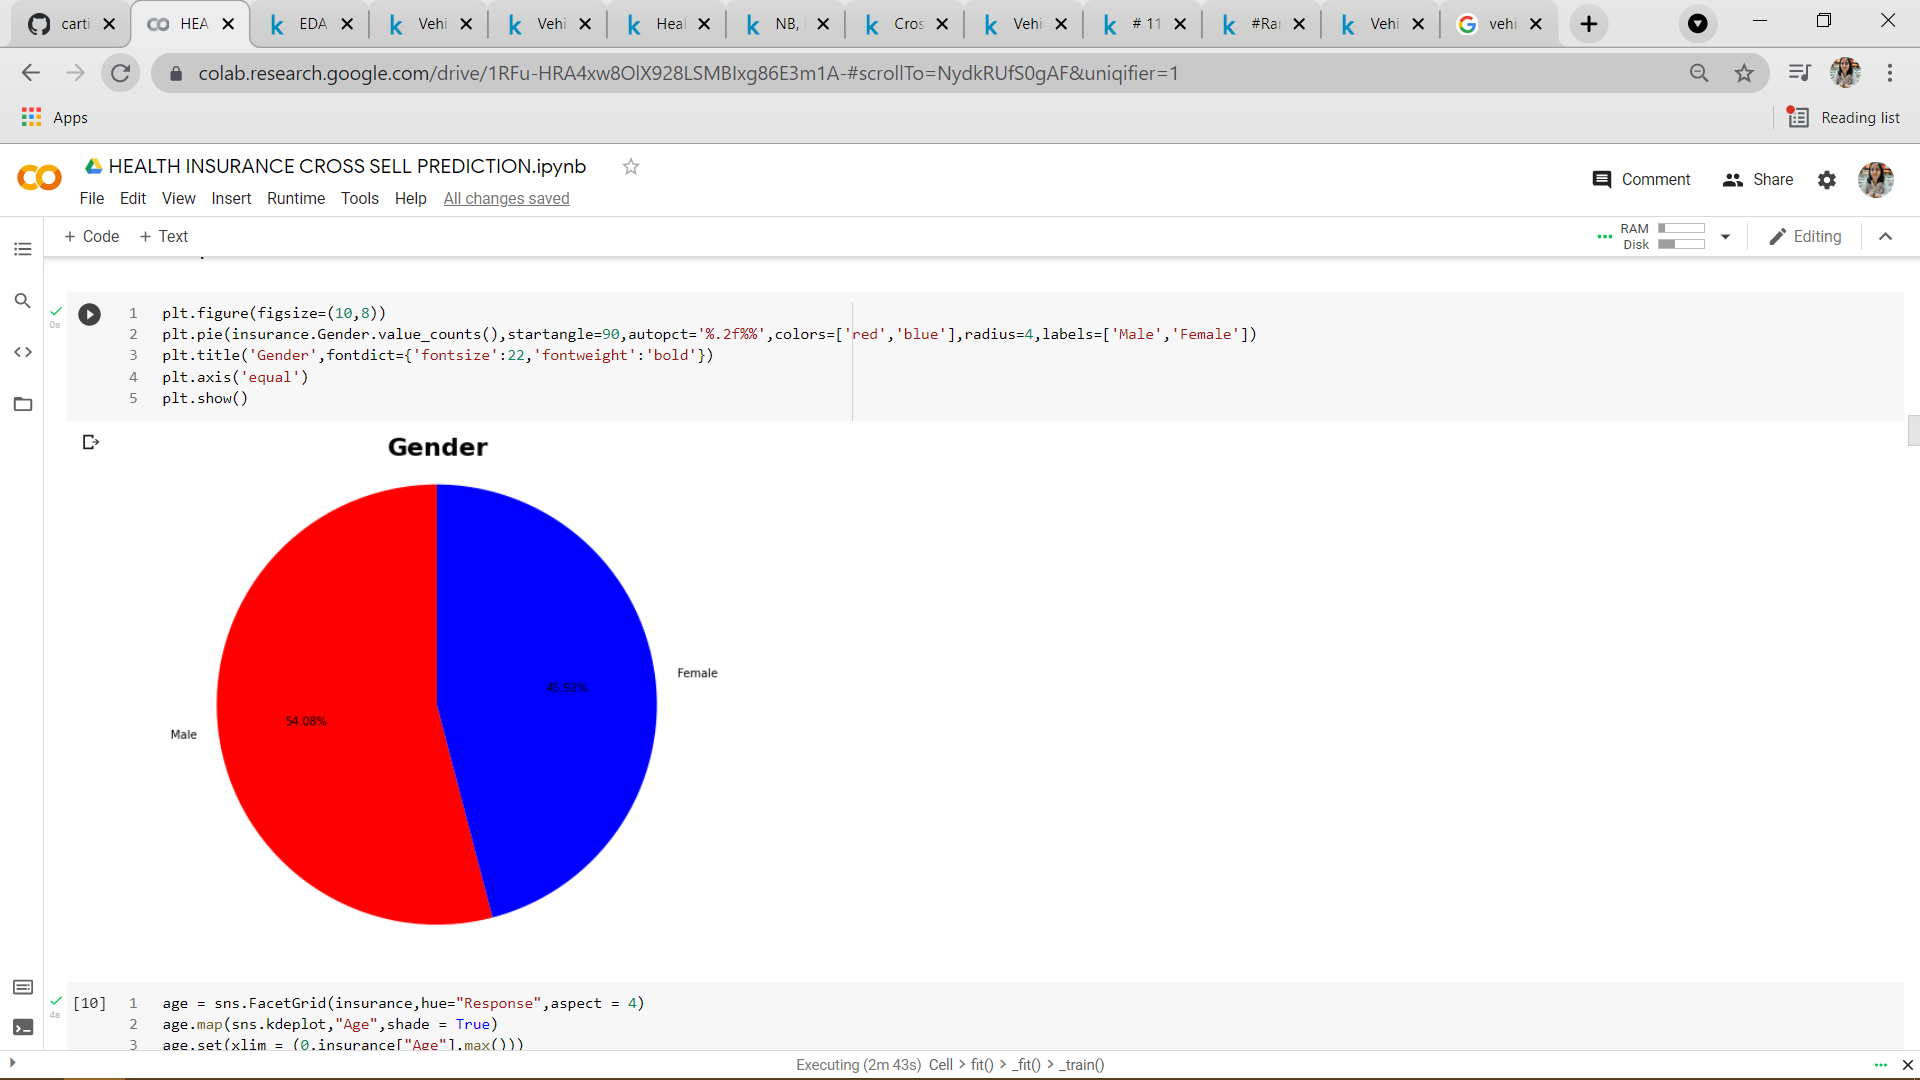 carti HEA EDA Vehi Vehi Heal NB, Cros Vehi # 11 #Rar Vehi vehi
colab.research.google.com/drive/1RFu-HRA4xw8OlX928LSMBIxg86E3m1A-#scrollTo=NydkRUfS0gAF&uniqifier=1
Apps Reading list
HEALTH INSURANCE CROSS SELL PREDICTION.ipynb
Comment Share
File Edit View Insert Runtime Tools Help All changes saved
+ Code + Text RAM Disk Editing
0s
1 plt.figure(figsize=(10,8))
2 plt.pie(insurance.Gender.value_counts(),startangle=90,autopct='%.2f%%',colors=['red','blue'],radius=4,labels=['Male','Female'])
3 plt.title('Gender',fontdict={'fontsize':22,'fontweight':'bold'})
4 plt.axis('equal')
5 plt.show()
Gender
Female
45.92%
54.08%
Male
4s
[10] 1 age = sns.FacetGrid(insurance,hue="Response",aspect = 4)
2 age.map(sns.kdeplot,"Age",shade = True)
3 age.set(xlim = (0,insurance["Age"].max()))
Executing (2m 43s) Cell > fit() > _fit() > _train()